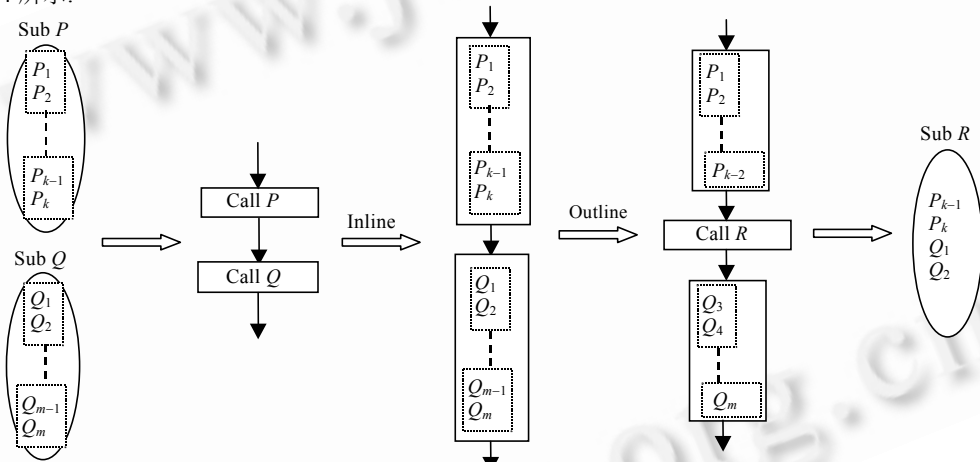 Sub P
P₁
P₂
Pₖ₋₁
Pₖ
Sub Q
Q₁
Q₂
Qₘ₋₁
Qₘ
Call P
Call Q
Inline
P₁
P₂
Pₖ₋₁
Pₖ
Q₁
Q₂
Qₘ₋₁
Qₘ
Outline
P₁
P₂
Pₖ₋₂
Call R
Q₃
Q₄
Qₘ
Sub R
Pₖ₋₁
Pₖ
Q₁
Q₂